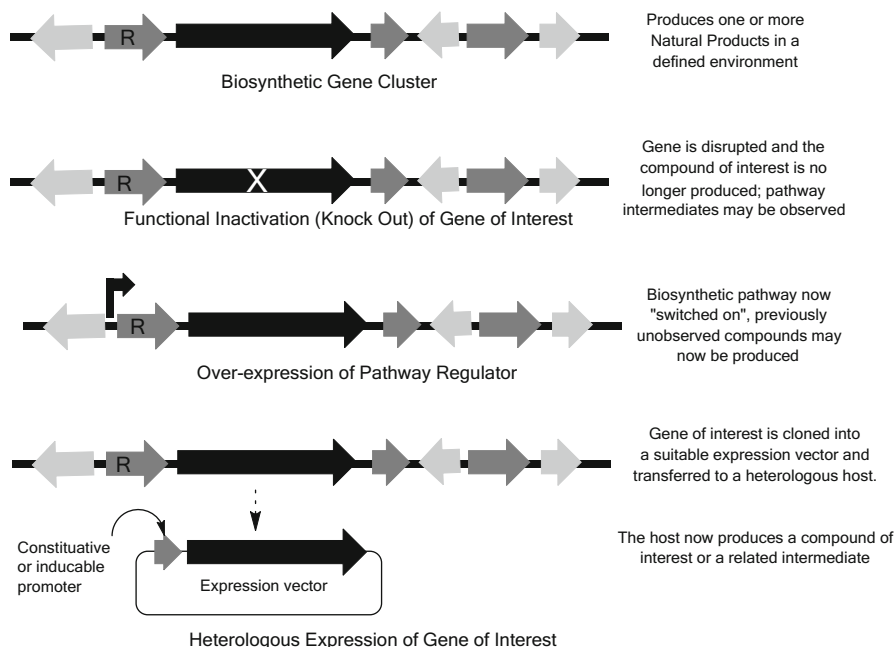 R
Biosynthetic Gene Cluster
Produces one or more
Natural Products in a
defined environment
R
X
Functional Inactivation (Knock Out) of Gene of Interest
Gene is disrupted and the
compound of interest is no
longer produced; pathway
intermediates may be observed
R
Over-expression of Pathway Regulator
Biosynthetic pathway now
"switched on", previously
unobserved compounds may
now be produced
R
Gene of interest is cloned into
a suitable expression vector and
transferred to a heterologous host.
Constituative
or inducable
promoter
Expression vector
The host now produces a compound of
interest or a related intermediate
Heterologous Expression of Gene of Interest